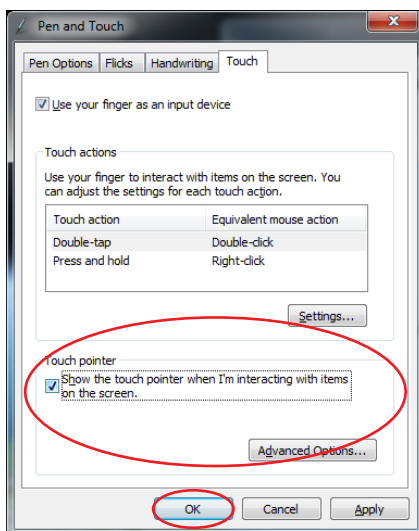 Pen and Touch
Pen Options Flicks Handwriting Touch
Use your finger as an input device
Touch actions
Use your finger to interact with items on the screen. You
can adjust the settings for each touch action.
Touch action Equivalent mouse action
Double-tap Double-click
Press and hold Right-click
Settings...
Touch pointer
Show the touch pointer when I'm interacting with items
on the screen.
Advanced Options...
OK Cancel Apply